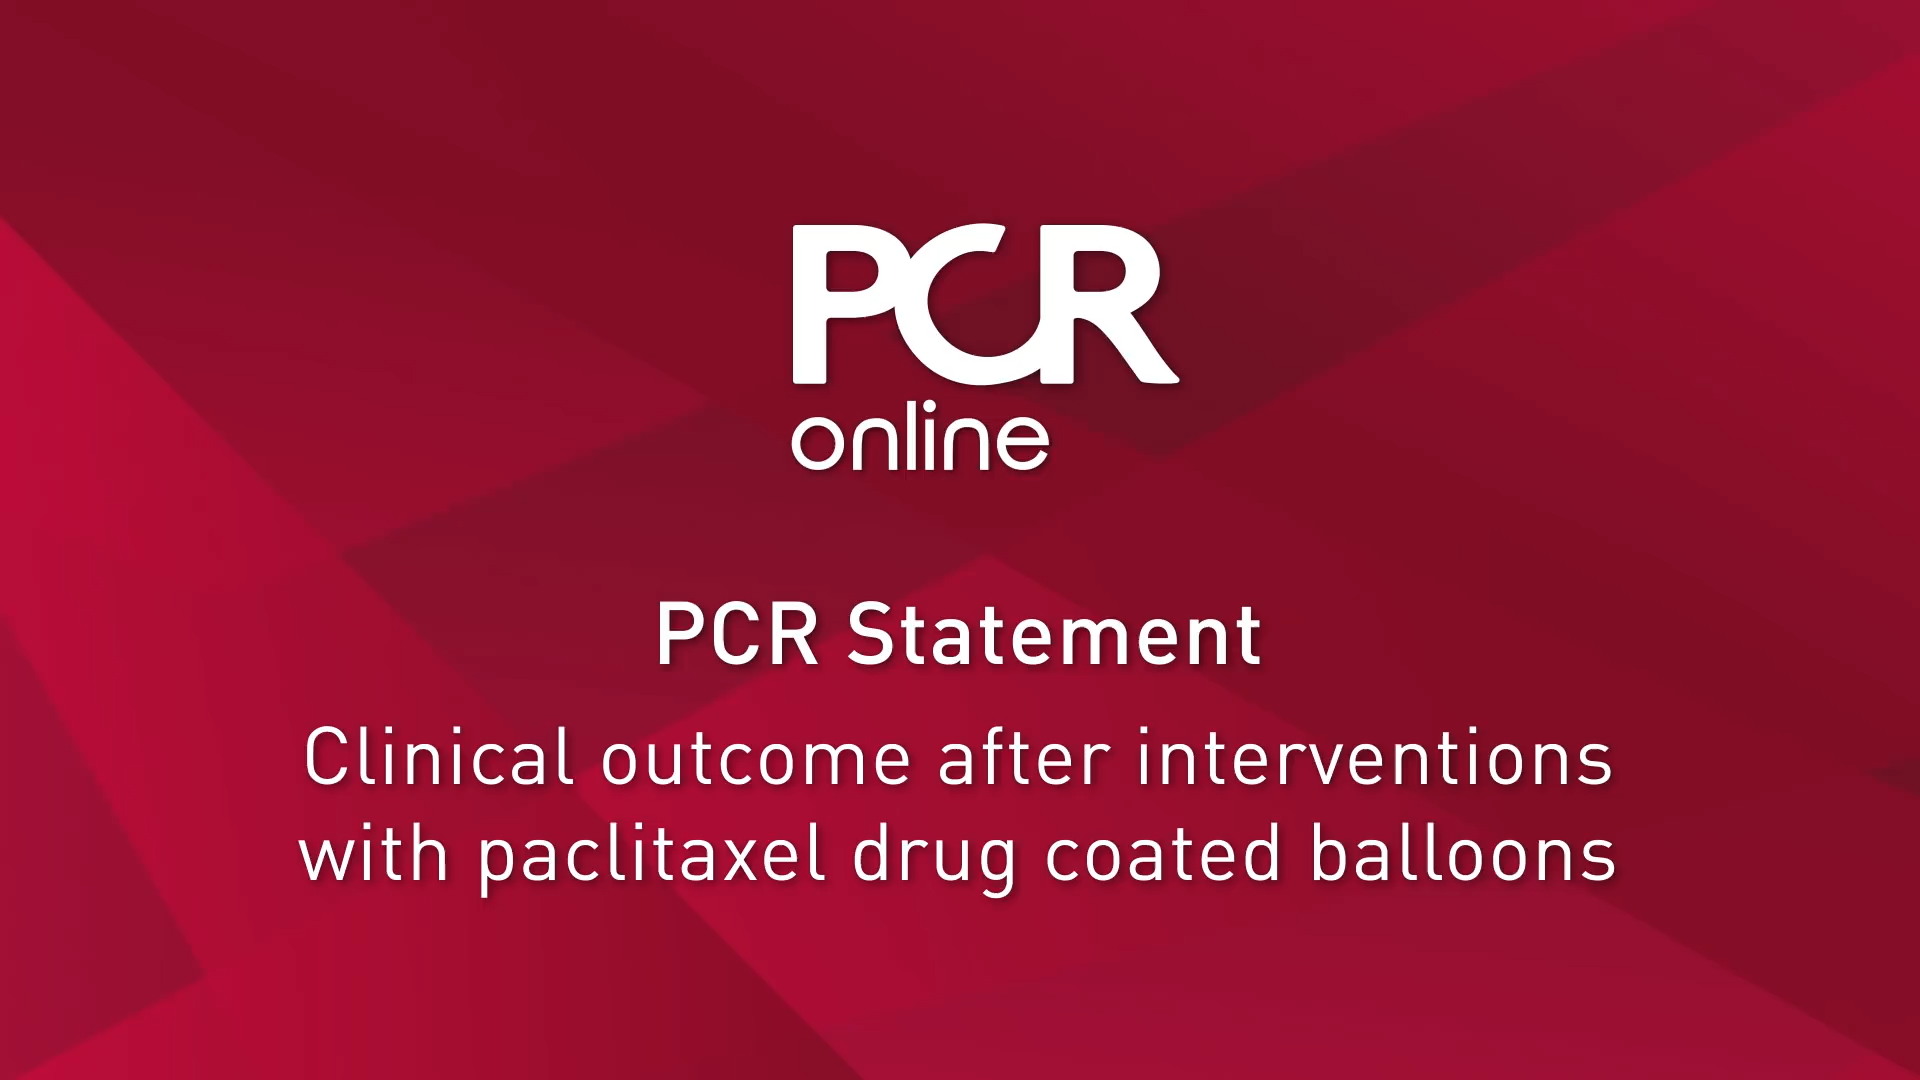 PCR
online
PCR Statement
Clinical outcome after interventions
with paclitaxel drug coated balloons